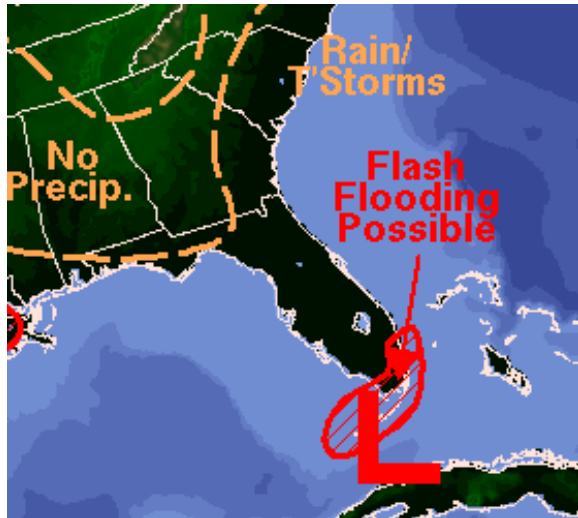 Rain/
T'Storms
No
Precip.
Flash
Flooding
Possible
L